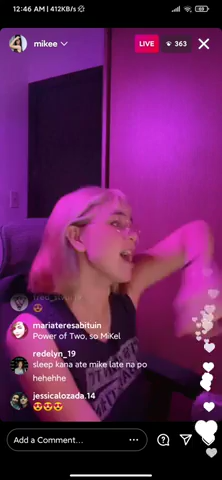 12:46 AM | 412KB/s
mikee
LIVE
363
mariateresabituin
Power of Two, so MiKel
redelyn_19
sleep kana ate mike late na po
hehehhe
jessicalozada.14
😍😍😍
Add a Comment...